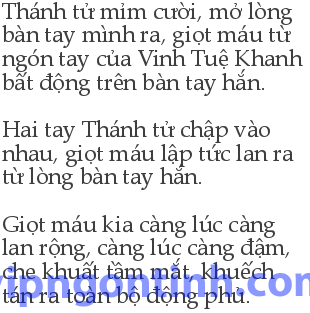 Thánh tử mỉm cười, mở lòng
bàn tay mình ra, giọt máu từ
ngón tay của Vinh Tuệ Khanh
bất động trên bàn tay hắn.
Hai tay Thánh tử chập vào
nhau, giọt máu lập tức lan ra
từ lòng bàn tay hắn.
Giọt máu kia càng lúc càng
lan rộng, càng lúc càng đậm,
che khuất tầm mắt, khuếch
tán ra toàn bộ động phủ.
vipngontinh.com